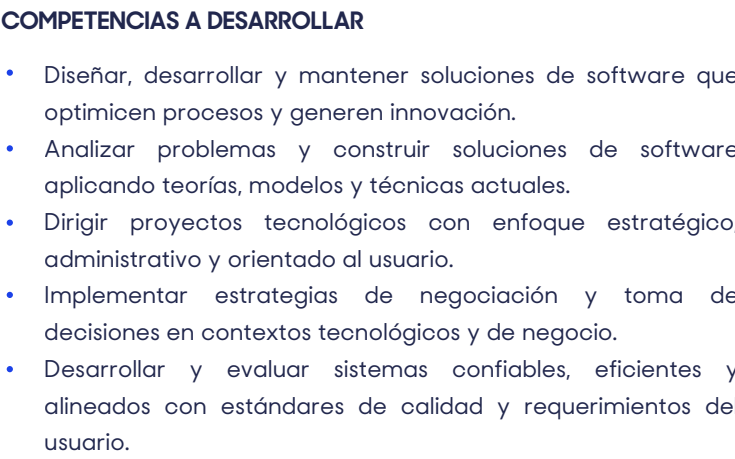 COMPETENCIAS A DESARROLLAR
• Diseñar, desarrollar y mantener soluciones de software que
optimicen procesos y generen innovación.
• Analizar problemas y construir soluciones de software
aplicando teorías, modelos y técnicas actuales.
• Dirigir proyectos tecnológicos con enfoque estratégico,
administrativo y orientado al usuario.
• Implementar estrategias de negociación y toma de
decisiones en contextos tecnológicos y de negocio.
• Desarrollar y evaluar sistemas confiables, eficientes y
alineados con estándares de calidad y requerimientos de
usuario.